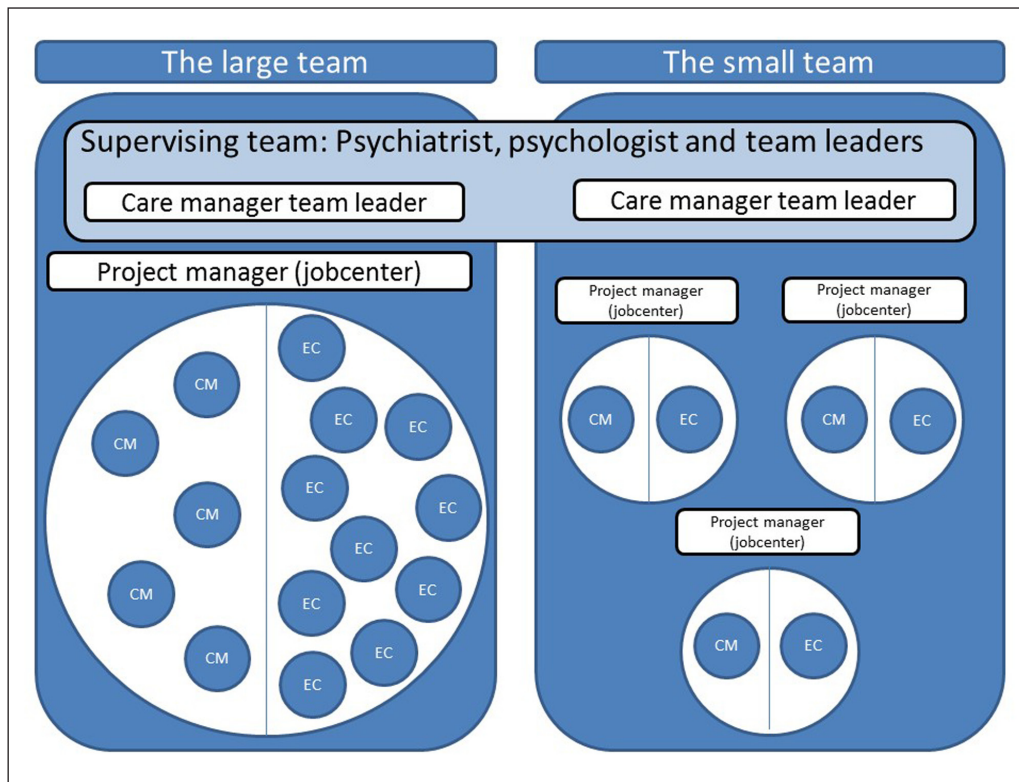 The large team
The small team
Supervising team: Psychiatrist, psychologist and team leaders
Care manager team leader
Care manager team leader
Project manager (jobcenter)
Project manager
(jobcenter)
Project manager
(jobcenter)
EC
CM
EC
EC
CM
EC
CM
EC
CM
EC
EC
CM
EC
CM
EC
EC
CM
EC
EC
CM
EC
Project manager
(jobcenter)
CM
EC